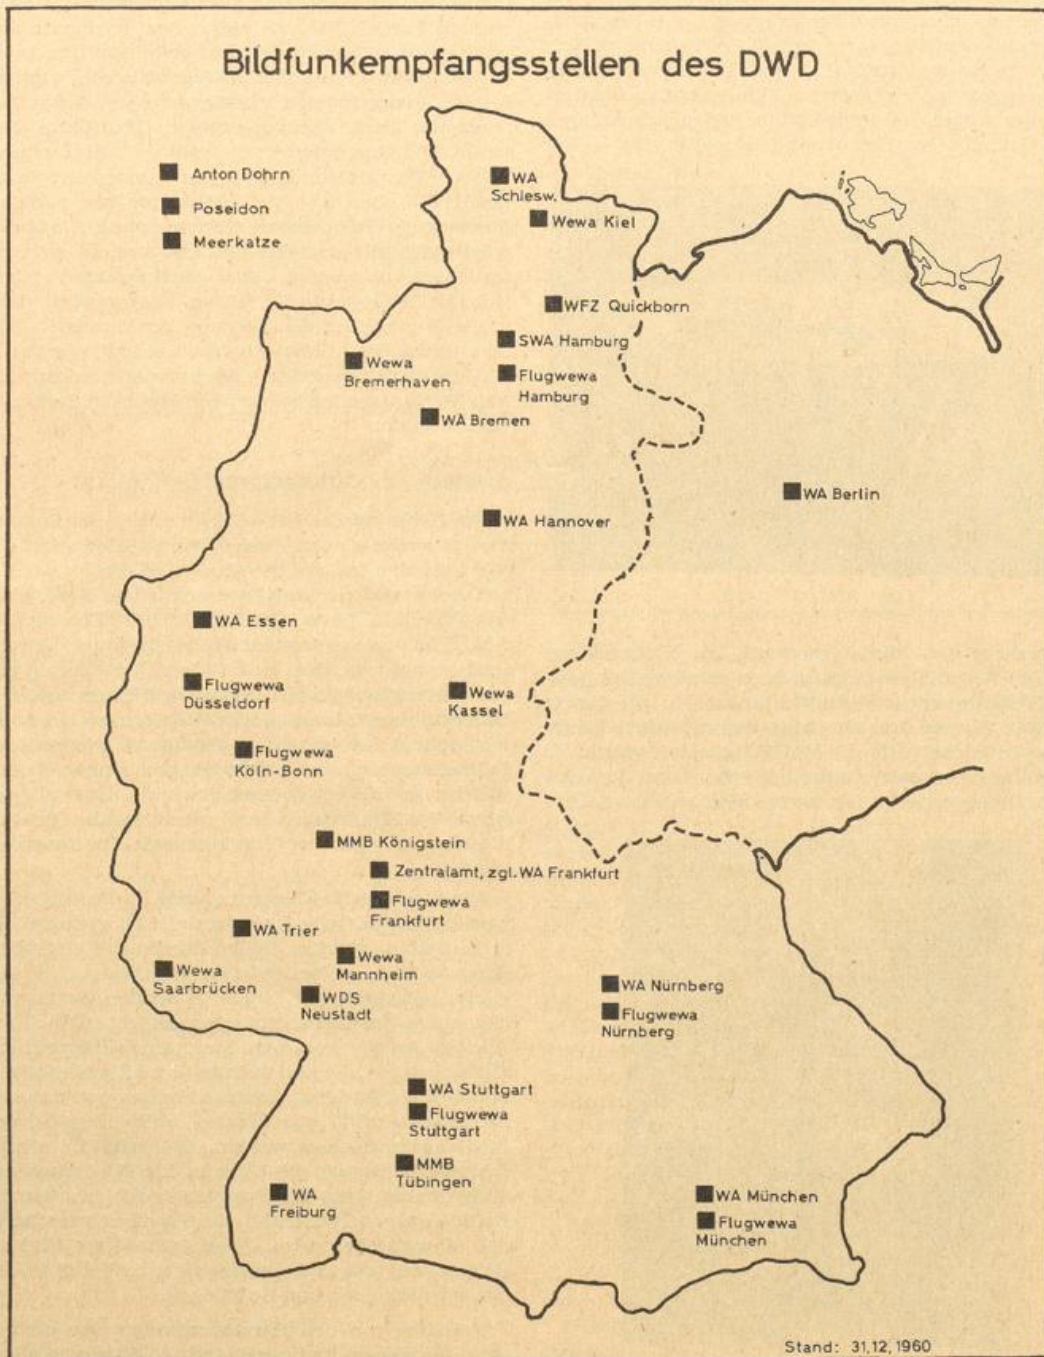 Bildfunkempfangsstellen des DWD
Anton Dohrn
Poseidon
Meerkatze
WA
Schlesw.
Wewa Kiel
WFZ Quickborn
SWA Hamburg
Wewa
Bremerhaven
Flugwewa
Hamburg
WA Bremen
WA Berlin
WA Hannover
WA Essen
Flugwewa
Düsseldorf
Wewa
Kassel
Flugwewa
Köln-Bonn
MMB Königstein
Zentralamt, zgl. WA Frankfurt
Flugwewa
Frankfurt
WA Trier
Wewa
Mannheim
Wewa
Saarbrücken
WDS
Neustadt
WA Nürnberg
Flugwewa
Nürnberg
WA Stuttgart
Flugwewa
Stuttgart
MMB
Tübingen
WA
Freiburg
WA München
Flugwewa
München
Stand: 31,12,1960